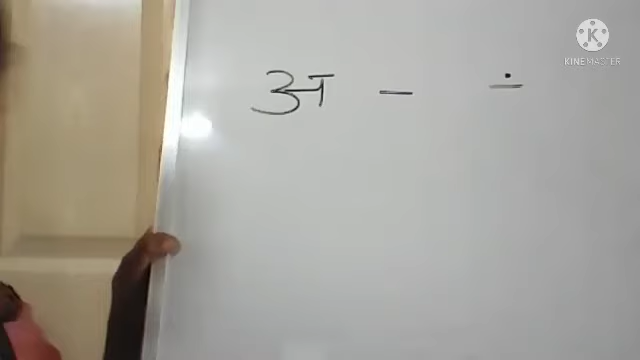 अ - ∸
K
KINEMASTER